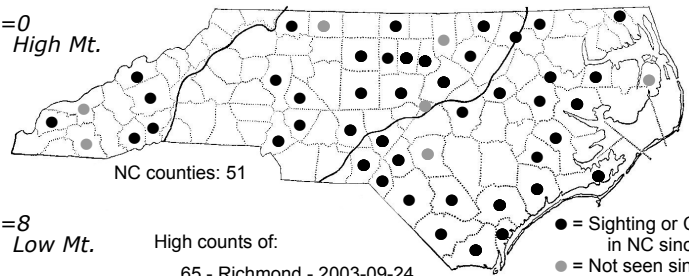 =0
High Mt.
NC counties: 51
=8
Low Mt.
High counts of:
= Sighting or
in NC sinc
= Not seen sin
65 - Richmond - 2003-09-24